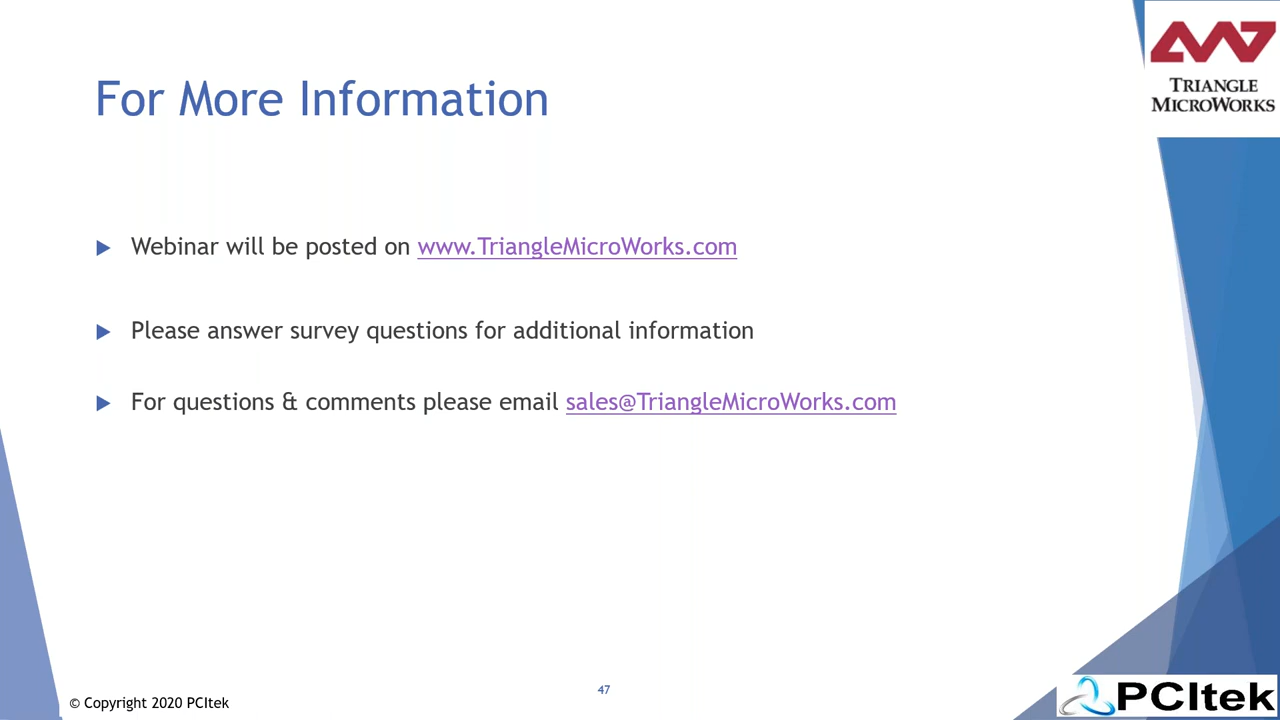 TRIANGLE
MICROWORKS
For More Information
Webinar will be posted on www.TriangleMicroWorks.com
Please answer survey questions for additional information
For questions & comments please email sales@TriangleMicroWorks.com
47
© Copyright 2020 PCItek
PCItek